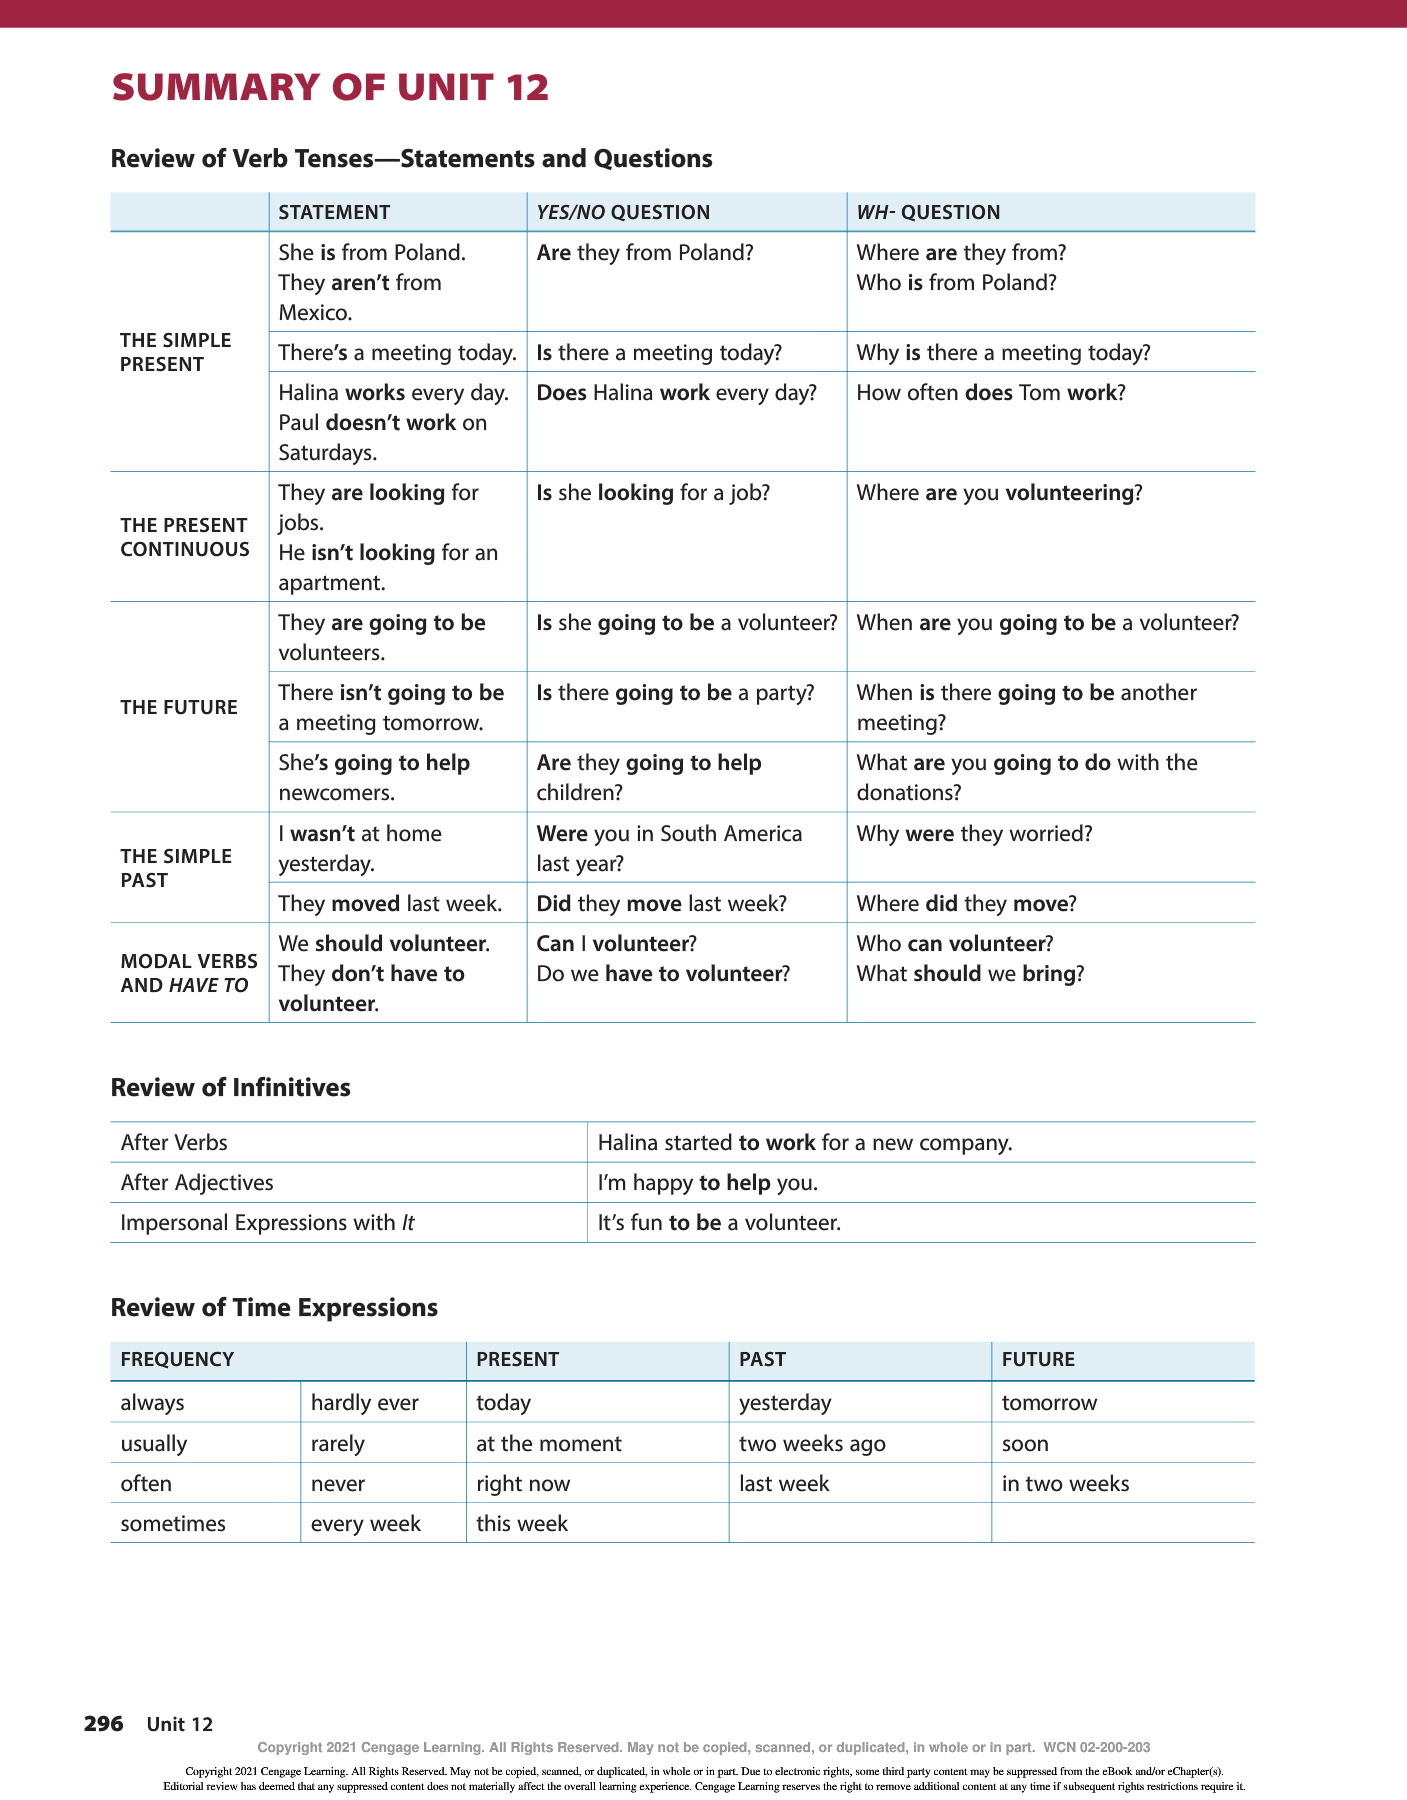 SUMMARY OF UNIT 12
Review of Verb Tenses—Statements and Questions
STATEMENT YES/NO QUESTION WH- QUESTION
THE SIMPLE
PRESENT
She is from Poland.
They aren’t from
Mexico.
Are they from Poland?
Where are they from?
Who is from Poland?
There’s a meeting today.
Is there a meeting today?
Why is there a meeting today?
Halina works every day.
Paul doesn’t work on
Saturdays.
Does Halina work every day?
How often does Tom work?
THE PRESENT
CONTINUOUS
They are looking for
jobs.
He isn’t looking for an
apartment.
Is she looking for a job?
Where are you volunteering?
THE FUTURE
They are going to be
volunteers.
Is she going to be a volunteer?
When are you going to be a volunteer?
There isn’t going to be
a meeting tomorrow.
Is there going to be a party?
When is there going to be another
meeting?
She’s going to help
newcomers.
Are they going to help
children?
What are you going to do with the
donations?
THE SIMPLE
PAST
I wasn’t at home
yesterday.
Were you in South America
last year?
Why were they worried?
They moved last week.
Did they move last week?
Where did they move?
MODAL VERBS
AND HAVE TO
We should volunteer.
They don’t have to
volunteer.
Can I volunteer?
Do we have to volunteer?
Who can volunteer?
What should we bring?
Review of Infinitives
After Verbs Halina started to work for a new company.
After Adjectives I’m happy to help you.
Impersonal Expressions with It It’s fun to be a volunteer.
Review of Time Expressions
FREQUENCY PRESENT PAST FUTURE
always hardly ever today yesterday tomorrow
usually rarely at the moment two weeks ago soon
often never right now last week in two weeks
sometimes every week this week
296 Unit 12
Copyright 2021 Cengage Learning. All Rights Reserved. May not be copied, scanned, or duplicated, in whole or in part. WCN 02-200-203
Copyright 2021 Cengage Learning. All Rights Reserved. May not be copied, scanned, or duplicated, in whole or in part. Due to electronic rights, some third party content may be suppressed from the eBook and/or eChapter(s).
Editorial review has deemed that any suppressed content does not materially affect the overall learning experience. Cengage Learning reserves the right to remove additional content at any time if subsequent rights restrictions require it.